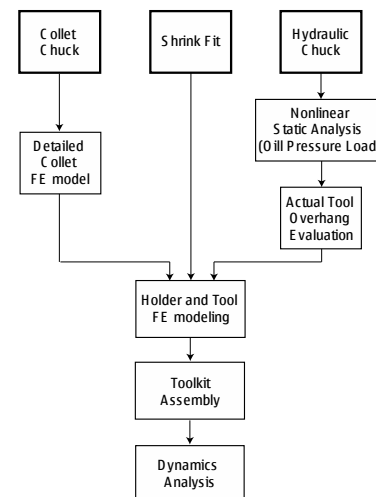 Collet
Chuck
Shrink Fit
Hydraulic
Chuck
Detailed
Collet
FE model
Nonlinear
Static Analysis
(Oill Pressure Load)
Actual Tool
Overhang
Evaluation
Holder and Tool
FE modeling
Toolkit
Assembly
Dynamics
Analysis